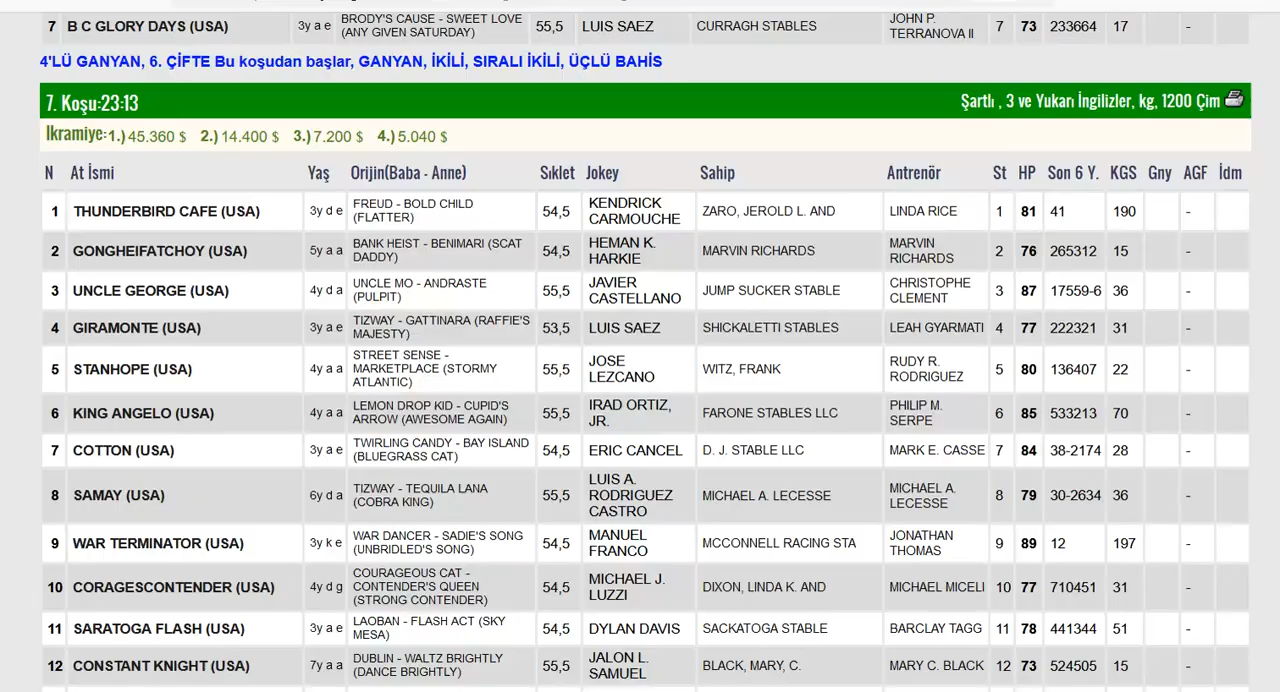 7 B C GLORY DAYS (USA) 3y a e BRODY'S CAUSE - SWEET LOVE (ANY GIVEN SATURDAY) 55,5 LUIS SAEZ CURRAGH STABLES JOHN P. TERRANOVA II 7 73 233664 17 -
4'LÜ GANYAN, 6. ÇİFTE Bu koşudan başlar, GANYAN, İKİLİ, SIRALI İKİLİ, ÜÇLÜ BAHİS
7. Koşu:23:13 Şartlı , 3 ve Yukarı İngilizler, kg, 1200 Çim
İkramiye:1.) 45.360 $ 2.) 14.400 $ 3.) 7.200 $ 4.) 5.040 $
N At İsmi Yaş Orijin(Baba - Anne) Sıklet Jokey Sahip Antrenör St HP Son 6 Y. KGS Gny AGF İdm
1 THUNDERBIRD CAFE (USA) 3y d e FREUD - BOLD CHILD (FLATTER) 54,5 KENDRICK CARMOUCHE ZARO, JEROLD L. AND LINDA RICE 1 81 41 190 -
2 GONGHEIFATCHOY (USA) 5y a a BANK HEIST - BENIMARI (SCAT DADDY) 54,5 HEMAN K. HARKIE MARVIN RICHARDS MARVIN RICHARDS 2 76 265312 15 -
3 UNCLE GEORGE (USA) 4y d a UNCLE MO - ANDRASTE (PULPIT) 55,5 JAVIER CASTELLANO JUMP SUCKER STABLE CHRISTOPHE CLEMENT 3 87 17559-6 36 -
4 GIRAMONTE (USA) 3y a e TIZWAY - GATTINARA (RAFFIE'S MAJESTY) 53,5 LUIS SAEZ SHICKALETTI STABLES LEAH GYARMATI 4 77 222321 31 -
5 STANHOPE (USA) 4y a a STREET SENSE - MARKETPLACE (STORMY ATLANTIC) 55,5 JOSE LEZCANO WITZ, FRANK RUDY R. RODRIGUEZ 5 80 136407 22 -
6 KING ANGELO (USA) 4y a a LEMON DROP KID - CUPID'S ARROW (AWESOME AGAIN) 55,5 IRAD ORTIZ, JR. FARONE STABLES LLC PHILIP M. SERPE 6 85 533213 70 -
7 COTTON (USA) 3y a e TWIRLING CANDY - BAY ISLAND (BLUEGRASS CAT) 54,5 ERIC CANCEL D. J. STABLE LLC MARK E. CASSE 7 84 38-2174 28 -
8 SAMAY (USA) 6y d a TIZWAY - TEQUILA LANA (COBRA KING) 55,5 LUIS A. RODRIGUEZ CASTRO MICHAEL A. LECESSE MICHAEL A. LECESSE 8 79 30-2634 36 -
9 WAR TERMINATOR (USA) 3y k e WAR DANCER - SADIE'S SONG (UNBRIDLED'S SONG) 54,5 MANUEL FRANCO MCCONNELL RACING STA JONATHAN THOMAS 9 89 12 197 -
10 CORAGESCONTENDER (USA) 4y d g COURAGEOUS CAT - CONTENDER'S QUEEN (STRONG CONTENDER) 54,5 MICHAEL J. LUZZI DIXON, LINDA K. AND MICHAEL MICELI 10 77 710451 31 -
11 SARATOGA FLASH (USA) 3y a e LAOBAN - FLASH ACT (SKY MESA) 54,5 DYLAN DAVIS SACKATOGA STABLE BARCLAY TAGG 11 78 441344 51 -
12 CONSTANT KNIGHT (USA) 7y a a DUBLIN - WALTZ BRIGHTLY (DANCE BRIGHTLY) 55,5 JALON L. SAMUEL BLACK, MARY, C. MARY C. BLACK 12 73 524505 15 -